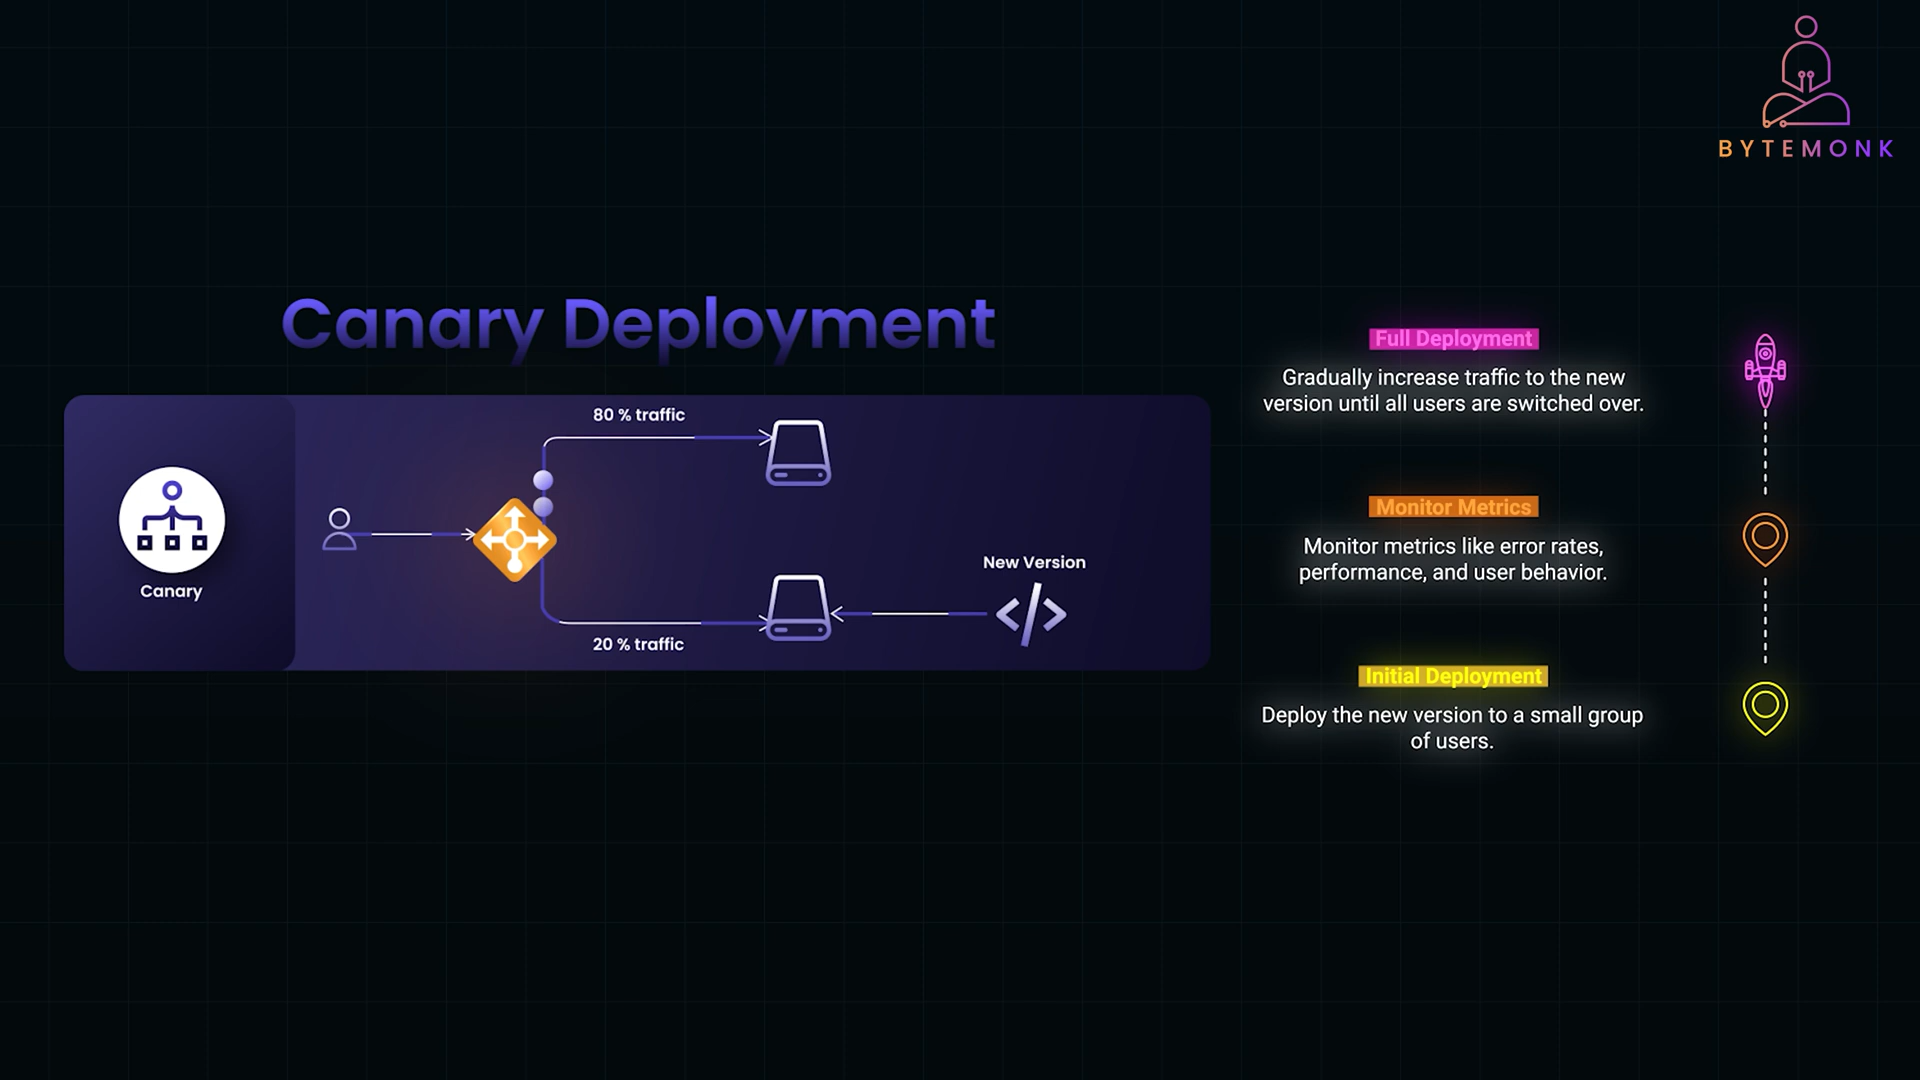 BYTEMONK
Canary Deployment
Canary
80 % traffic
20 % traffic
New Version
Full Deployment
Gradually increase traffic to the new
version until all users are switched over.
Monitor Metrics
Monitor metrics like error rates,
performance, and user behavior.
Initial Deployment
Deploy the new version to a small group
of users.